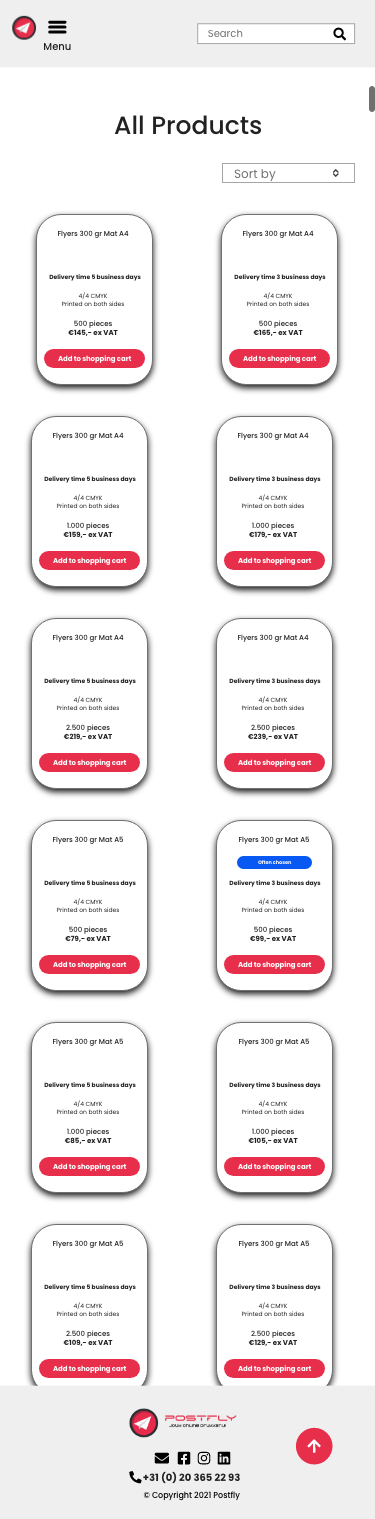 Menu
Search
All Products
Sort by
Flyers 300 gr Mat A4
Delivery time 5 business days
4/4 CMYK
Printed on both sides
500 pieces
€145,- ex VAT
Add to shopping cart
Flyers 300 gr Mat A4
Delivery time 3 business days
4/4 CMYK
Printed on both sides
500 pieces
€165,- ex VAT
Add to shopping cart
Flyers 300 gr Mat A4
Delivery time 5 business days
4/4 CMYK
Printed on both sides
1.000 pieces
€159,- ex VAT
Add to shopping cart
Flyers 300 gr Mat A4
Delivery time 3 business days
4/4 CMYK
Printed on both sides
1.000 pieces
€179,- ex VAT
Add to shopping cart
Flyers 300 gr Mat A4
Delivery time 5 business days
4/4 CMYK
Printed on both sides
2.500 pieces
€219,- ex VAT
Add to shopping cart
Flyers 300 gr Mat A4
Delivery time 3 business days
4/4 CMYK
Printed on both sides
2.500 pieces
€239,- ex VAT
Add to shopping cart
Flyers 300 gr Mat A5
Delivery time 5 business days
4/4 CMYK
Printed on both sides
500 pieces
€79,- ex VAT
Add to shopping cart
Flyers 300 gr Mat A5
Often chosen
Delivery time 3 business days
4/4 CMYK
Printed on both sides
500 pieces
€99,- ex VAT
Add to shopping cart
Flyers 300 gr Mat A5
Delivery time 5 business days
4/4 CMYK
Printed on both sides
1.000 pieces
€85,- ex VAT
Add to shopping cart
Flyers 300 gr Mat A5
Delivery time 3 business days
4/4 CMYK
Printed on both sides
1.000 pieces
€105,- ex VAT
Add to shopping cart
Flyers 300 gr Mat A5
Delivery time 5 business days
4/4 CMYK
Printed on both sides
2.500 pieces
€109,- ex VAT
Add to shopping cart
Flyers 300 gr Mat A5
Delivery time 3 business days
4/4 CMYK
Printed on both sides
2.500 pieces
€129,- ex VAT
Add to shopping cart
POSTFLY
JOUW ONLINE DRUKKERIJ!
+31 (0) 20 365 22 93
© Copyright 2021 Postfly